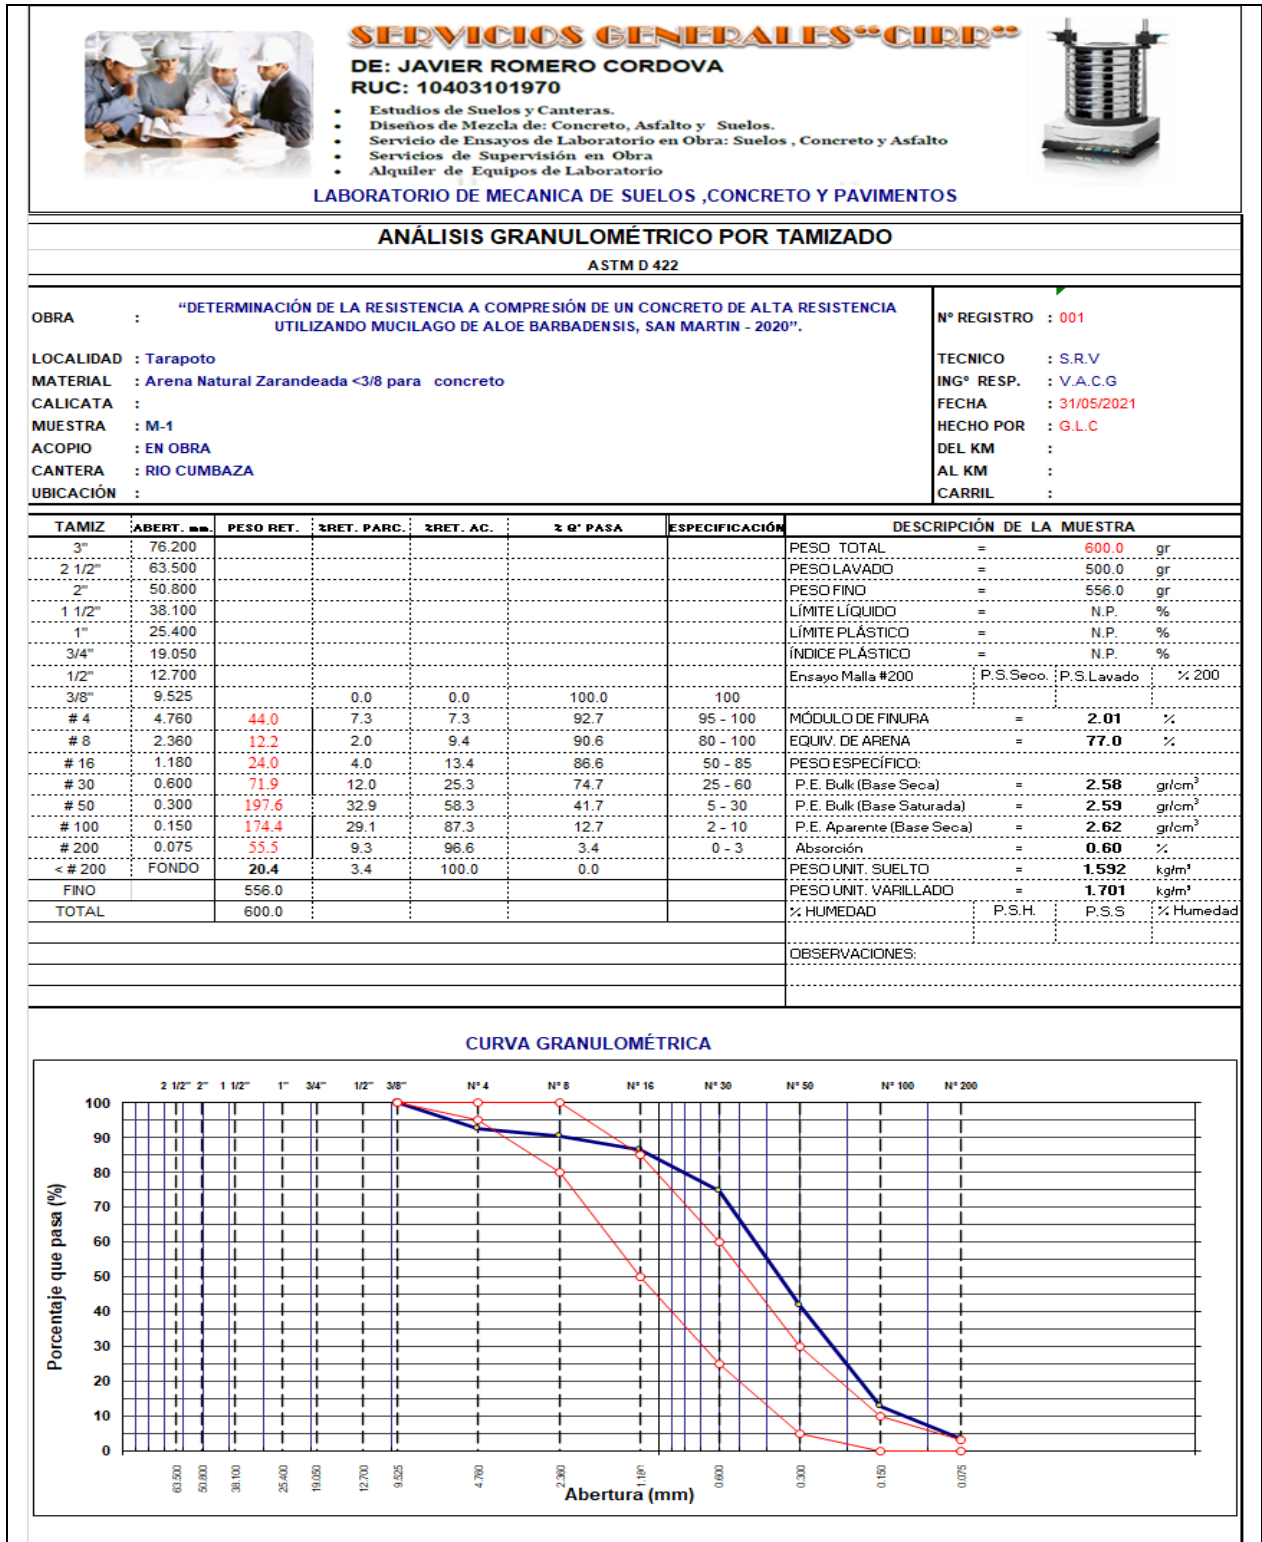 SERVICIOS GENERALES“CIRR”
DE: JAVIER ROMERO CORDOVA
RUC: 10403101970
• Estudios de Suelos y Canteras.
• Diseños de Mezcla de: Concreto, Asfalto y Suelos.
• Servicio de Ensayos de Laboratorio en Obra: Suelos , Concreto y Asfalto
• Servicios de Supervisión en Obra
• Alquiler de Equipos de Laboratorio
LABORATORIO DE MECANICA DE SUELOS ,CONCRETO Y PAVIMENTOS
ANÁLISIS GRANULOMÉTRICO POR TAMIZADO
ASTM D 422
OBRA : “DETERMINACIÓN DE LA RESISTENCIA A COMPRESIÓN DE UN CONCRETO DE ALTA RESISTENCIA
UTILIZANDO MUCILAGO DE ALOE BARBADENSIS, SAN MARTIN - 2020”.
Nº REGISTRO : 001
LOCALIDAD : Tarapoto
TECNICO : S.R.V
MATERIAL : Arena Natural Zarandeada <3/8 para concreto
INGº RESP. : V.A.C.G
CALICATA :
FECHA : 31/05/2021
MUESTRA : M-1
HECHO POR : G.L.C
ACOPIO : EN OBRA
DEL KM :
CANTERA : RIO CUMBAZA
AL KM :
UBICACIÓN :
CARRIL :
TAMIZ ABERT. mm. PESO RET. %RET. PARC. %RET. AC. % Q' PASA ESPECIFICACIÓN DESCRIPCIÓN DE LA MUESTRA
3" 76.200 PESO TOTAL = 600.0 gr
2 1/2" 63.500 PESO LAVADO = 500.0 gr
2" 50.800 PESO FINO = 556.0 gr
1 1/2" 38.100 LÍMITE LÍQUIDO = N.P. %
1" 25.400 LÍMITE PLÁSTICO = N.P. %
3/4" 19.050 ÍNDICE PLÁSTICO = N.P. %
1/2" 12.700 Ensayo Malla #200 P.S.Seco. P.S.Lavado % 200
3/8" 9.525 0.0 0.0 100.0 100
# 4 4.760 44.0 7.3 7.3 92.7 95 - 100 MÓDULO DE FINURA = 2.01 %
# 8 2.360 12.2 2.0 9.4 90.6 80 - 100 EQUIV. DE ARENA = 77.0 %
# 16 1.180 24.0 4.0 13.4 86.6 50 - 85 PESO ESPECÍFICO:
# 30 0.600 71.9 12.0 25.3 74.7 25 - 60 P.E. Bulk (Base Seca) = 2.58 gr/cm³
# 50 0.300 197.6 32.9 58.3 41.7 5 - 30 P.E. Bulk (Base Saturada) = 2.59 gr/cm³
# 100 0.150 174.4 29.1 87.3 12.7 2 - 10 P.E. Aparente (Base Seca) = 2.62 gr/cm³
# 200 0.075 55.5 9.3 96.6 3.4 0 - 3 Absorción = 0.60 %
< # 200 FONDO 20.4 3.4 100.0 0.0 PESO UNIT. SUELTO = 1.592 kg/m³
FINO 556.0 PESO UNIT. VARILLADO = 1.701 kg/m³
TOTAL 600.0 % HUMEDAD P.S.H. P.S.S % Humedad
OBSERVACIONES:
CURVA GRANULOMÉTRICA
2 1/2" 2" 1 1/2" 1" 3/4" 1/2" 3/8" Nº 4 Nº 8 Nº 16 Nº 30 Nº 50 Nº 100 Nº 200
100
90
80
70
60
50
40
30
20
10
0
Porcentaje que pasa (%)
63.500 50.800 38.100 25.400 19.050 12.700 9.525 4.760 2.360 1.180 0.600 0.300 0.150 0.075
Abertura (mm)